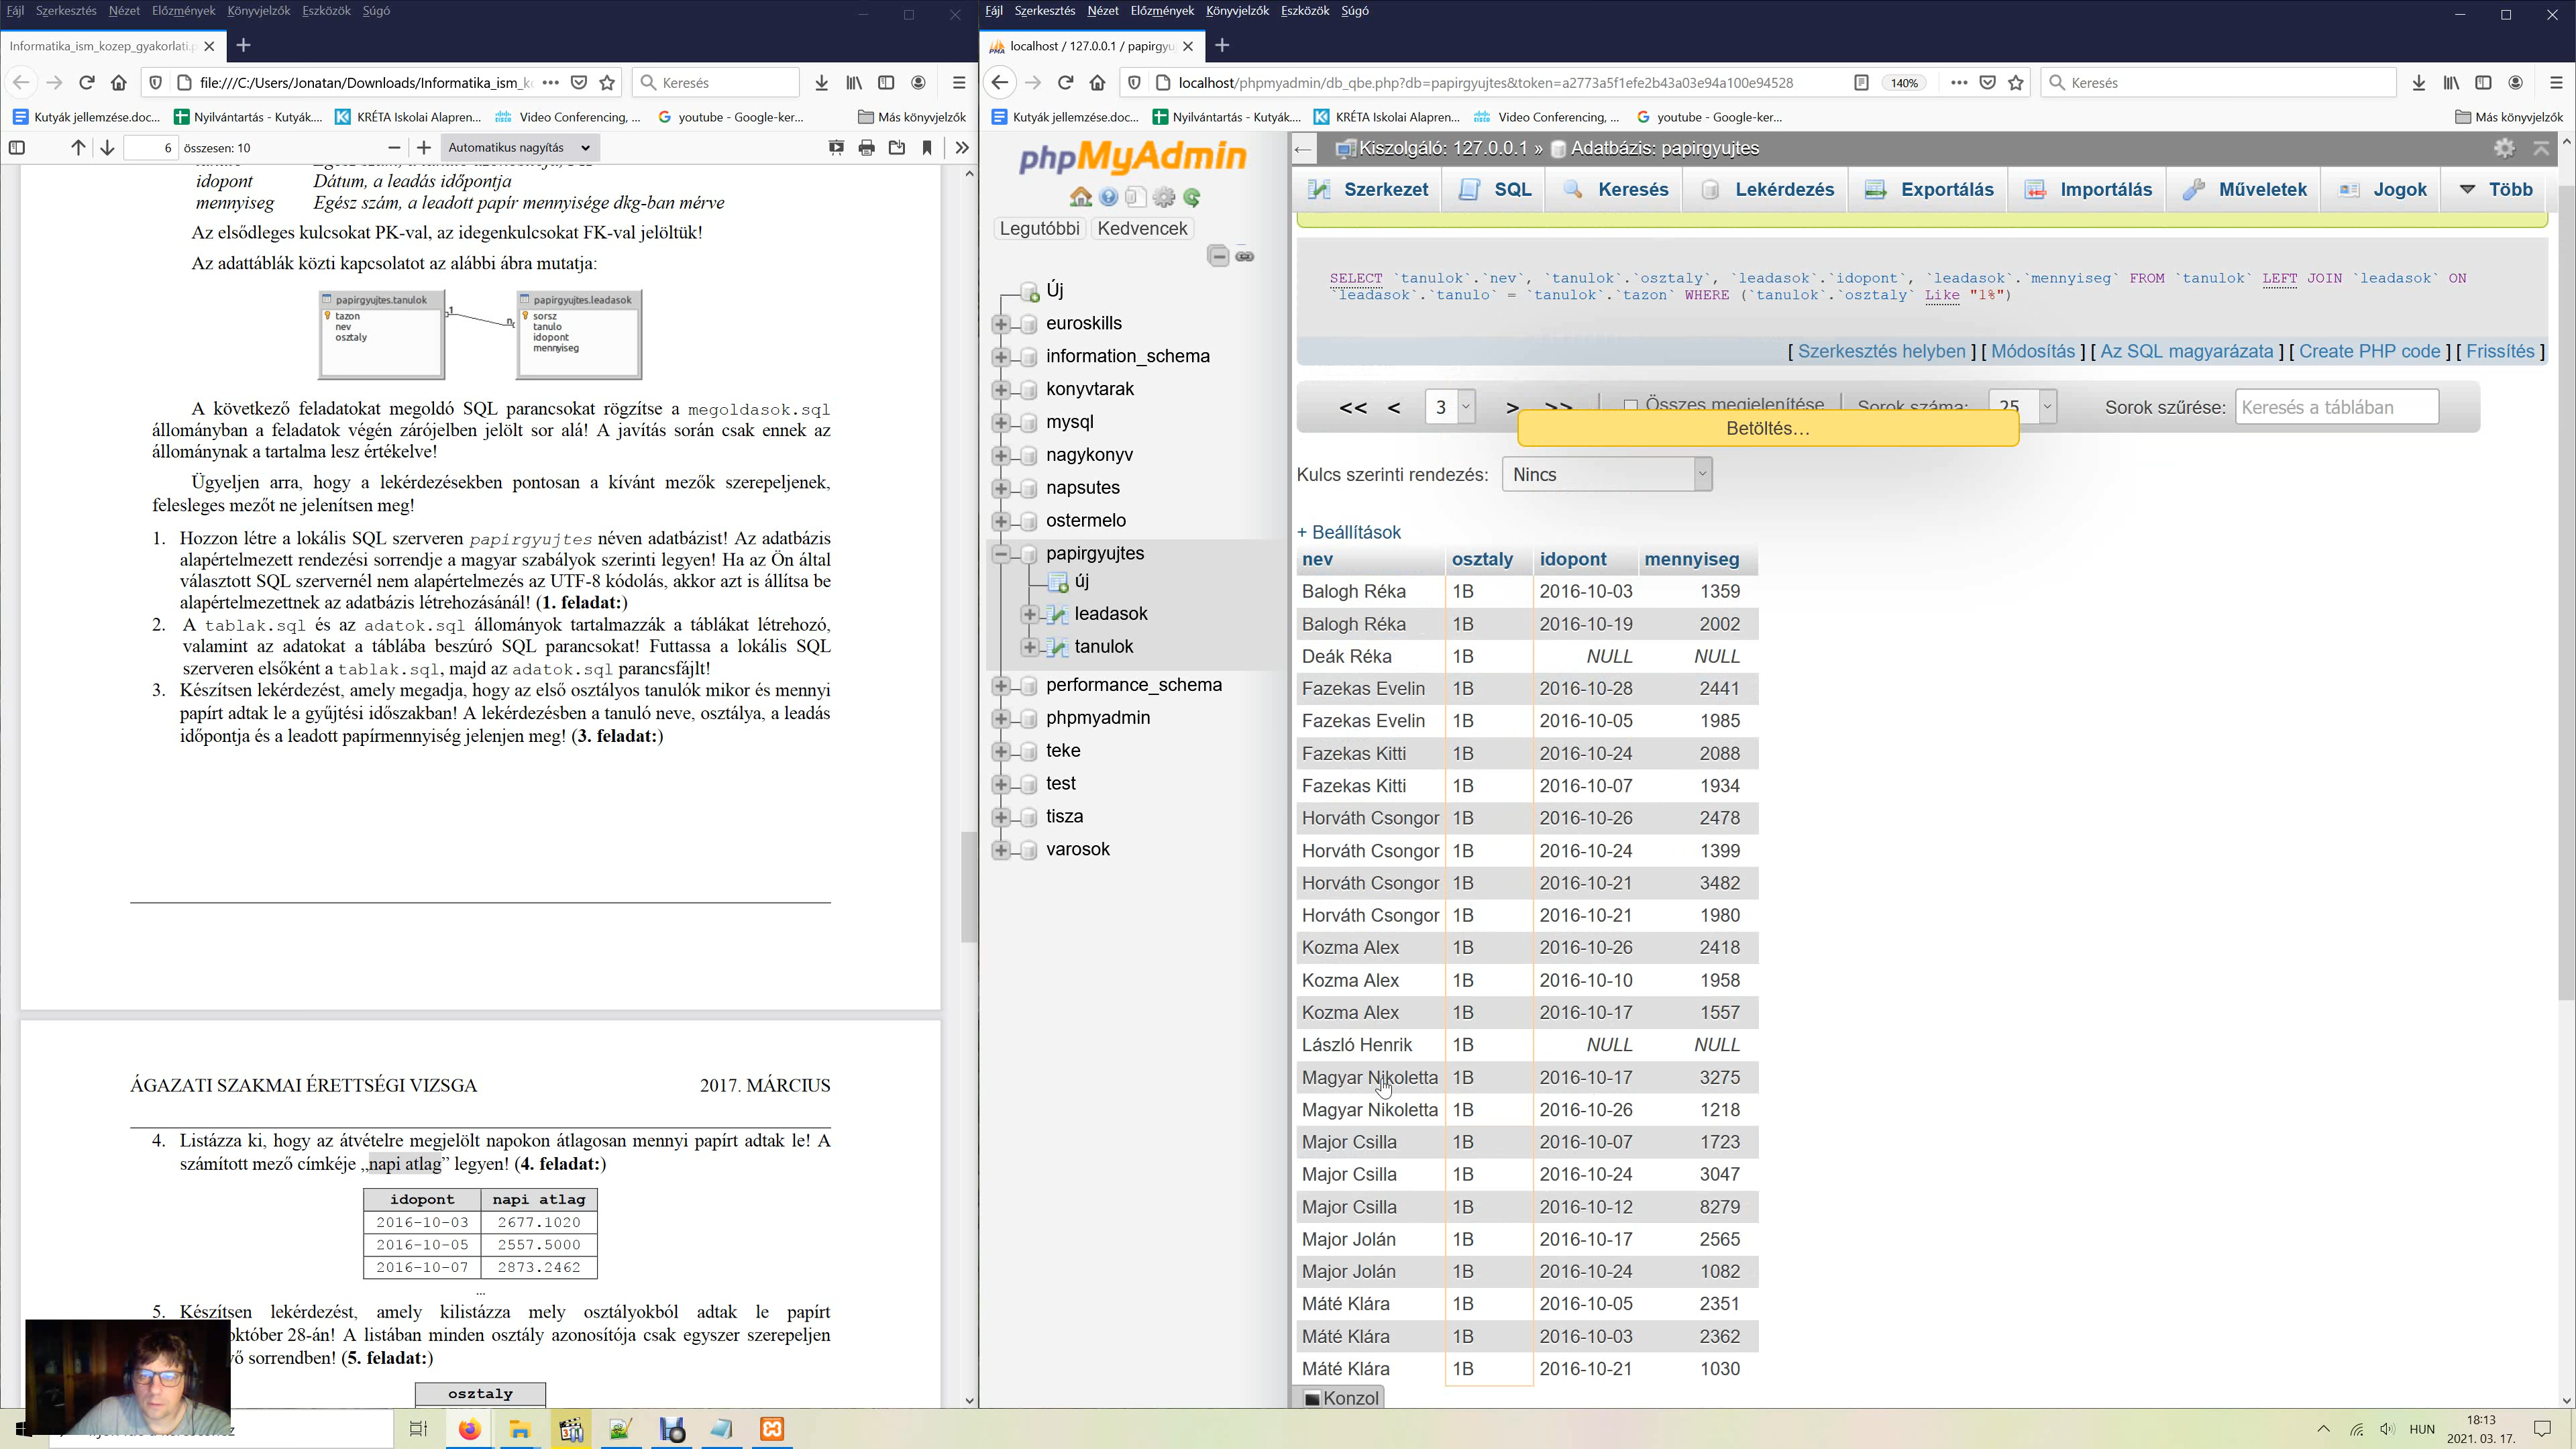 Fájl Szerkesztés Nézet Előzmények Könyvjelzők Eszközök Súgó
Informatika_ism_kozep_gyakorlati.p
file:///C:/Users/Jonatan/Downloads/Informatika_ism_k
Keresés
Kutyák jellemzése.doc... Nyilvántartás - Kutyák.... KRÉTA Iskolai Alapren... Video Conferencing, ... youtube - Google-ker... Más könyvjelzők
6 összesen: 10 Automatikus nagyítás
idopont Dátum, a leadás időpontja
mennyiseg Egész szám, a leadott papír mennyisége dkg-ban mérve
Az elsődleges kulcsokat PK-val, az idegenkulcsokat FK-val jelöltük!
Az adattáblák közti kapcsolatot az alábbi ábra mutatja:
papirgyujtes.tanulok
tazon
nev
osztaly
1
n
papirgyujtes.leadasok
sorsz
tanulo
idopont
mennyiseg
A következő feladatokat megoldó SQL parancsokat rögzítse a megoldasok.sql
állományban a feladatok végén zárójelben jelölt sor alá! A javítás során csak ennek az
állománynak a tartalma lesz értékelve!
Ügyeljen arra, hogy a lekérdezésekben pontosan a kívánt mezők szerepeljenek,
felesleges mezőt ne jelenítsen meg!
1. Hozzon létre a lokális SQL szerveren papirgyujtes néven adatbázist! Az adatbázis
alapértelmezett rendezési sorrendje a magyar szabályok szerinti legyen! Ha az Ön által
választott SQL szervernél nem alapértelmezés az UTF-8 kódolás, akkor azt is állítsa be
alapértelmezettnek az adatbázis létrehozásánál! (1. feladat:)
2. A tablak.sql és az adatok.sql állományok tartalmazzák a táblákat létrehozó,
valamint az adatokat a táblába beszúró SQL parancsokat! Futtassa a lokális SQL
szerveren elsőként a tablak.sql, majd az adatok.sql parancsfájlt!
3. Készítsen lekérdezést, amely megadja, hogy az első osztályos tanulók mikor és mennyi
papírt adtak le a gyűjtési időszakban! A lekérdezésben a tanuló neve, osztálya, a leadás
időpontja és a leadott papírmennyiség jelenjen meg! (3. feladat:)
ÁGAZATI SZAKMAI ÉRETTSÉGI VIZSGA 2017. MÁRCIUS
4. Listázza ki, hogy az átvételre megjelölt napokon átlagosan mennyi papírt adtak le! A
számított mező címkéje „napi atlag” legyen! (4. feladat:)
idopont napi atlag
2016-10-03 2677.1020
2016-10-05 2557.5000
2016-10-07 2873.2462
...
5. Készítsen lekérdezést, amely kilistázza mely osztályokból adtak le papírt
október 28-án! A listában minden osztály azonosítója csak egyszer szerepeljen
sorrendben! (5. feladat:)
osztaly
Fájl Szerkesztés Nézet Előzmények Könyvjelzők Eszközök Súgó
PMA localhost / 127.0.0.1 / papirgyu
localhost/phpmyadmin/db_qbe.php?db=papirgyujtes&token=a2773a5f1efe2b43a03e94a100e94528 140%
Keresés
Kutyák jellemzése.doc... Nyilvántartás - Kutyák.... KRÉTA Iskolai Alapren... Video Conferencing, ... youtube - Google-ker... Más könyvjelzők
phpMyAdmin
Legutóbbi Kedvencek
Új
euroskills
information_schema
konyvtarak
mysql
nagykonyv
napsutes
ostermelo
papirgyujtes
új
leadasok
tanulok
performance_schema
phpmyadmin
teke
test
tisza
varosok
Kiszolgáló: 127.0.0.1 » Adatbázis: papirgyujtes
Szerkezet SQL Keresés Lekérdezés Exportálás Importálás Műveletek Jogok Több
SELECT `tanulok`.`nev`, `tanulok`.`osztaly`, `leadasok`.`idopont`, `leadasok`.`mennyiseg` FROM `tanulok` LEFT JOIN `leadasok` ON
`leadasok`.`tanulo` = `tanulok`.`tazon` WHERE (`tanulok`.`osztaly` Like "1%")
[ Szerkesztés helyben ] [ Módosítás ] [ Az SQL magyarázata ] [ Create PHP code ] [ Frissítés ]
<< < 3 > >> Összes megjelenítése Sorok száma: 25 Sorok szűrése: Keresés a táblában
Betöltés…
Kulcs szerinti rendezés: Nincs
+ Beállítások
nev osztaly idopont mennyiseg
Balogh Réka 1B 2016-10-03 1359
Balogh Réka 1B 2016-10-19 2002
Deák Réka 1B NULL NULL
Fazekas Evelin 1B 2016-10-28 2441
Fazekas Evelin 1B 2016-10-05 1985
Fazekas Kitti 1B 2016-10-24 2088
Fazekas Kitti 1B 2016-10-07 1934
Horváth Csongor 1B 2016-10-26 2478
Horváth Csongor 1B 2016-10-24 1399
Horváth Csongor 1B 2016-10-21 3482
Horváth Csongor 1B 2016-10-21 1980
Kozma Alex 1B 2016-10-26 2418
Kozma Alex 1B 2016-10-10 1958
Kozma Alex 1B 2016-10-17 1557
László Henrik 1B NULL NULL
Magyar Nikoletta 1B 2016-10-17 3275
Magyar Nikoletta 1B 2016-10-26 1218
Major Csilla 1B 2016-10-07 1723
Major Csilla 1B 2016-10-24 3047
Major Csilla 1B 2016-10-12 8279
Major Jolán 1B 2016-10-17 2565
Major Jolán 1B 2016-10-24 1082
Máté Klára 1B 2016-10-05 2351
Máté Klára 1B 2016-10-03 2362
Máté Klára 1B 2016-10-21 1030
Konzol
HUN
18:13
2021. 03. 17.